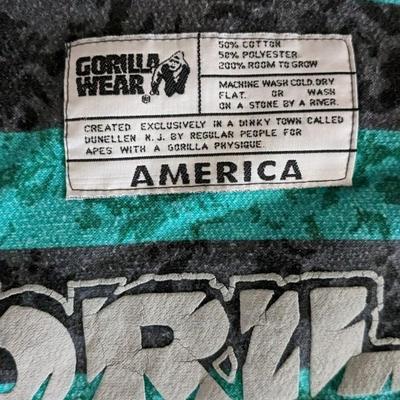 GORILLA
WEAR
®
50% COTTON
50% POLYESTER
200% ROOM TO GROW
MACHINE WASH COLD. DRY
FLAT. OR WASH
ON A STONE BY A RIVER.
CREATED EXCLUSIVELY IN A DINKY TOWN CALLED
DUNELLEN N.J. BY REGULAR PEOPLE FOR
APES WITH A GORILLA PHYSIQUE.
AMERICA
ORIL